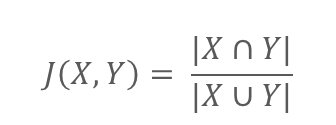 J(X, Y) = |X ∩ Y| / |X ∪ Y|